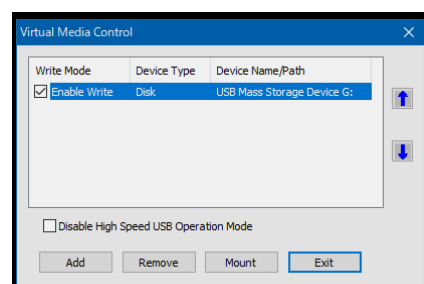 Virtual Media Control
Write Mode Device Type Device Name/Path
Enable Write Disk USB Mass Storage Device G:
Disable High Speed USB Operation Mode
Add Remove Mount Exit